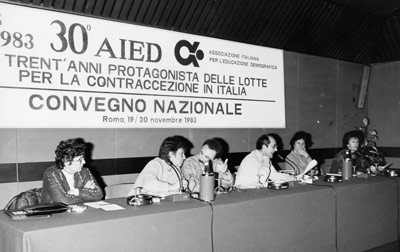 1983
30° AIED
ASSOCIAZIONE ITALIANA
PER L'EDUCAZIONE DEMOGRAFICA
TRENT'ANNI PROTAGONISTA DELLE LOTTE
PER LA CONTRACCEZIONE IN ITALIA
CONVEGNO NAZIONALE
Roma, 19/20 novembre 1983